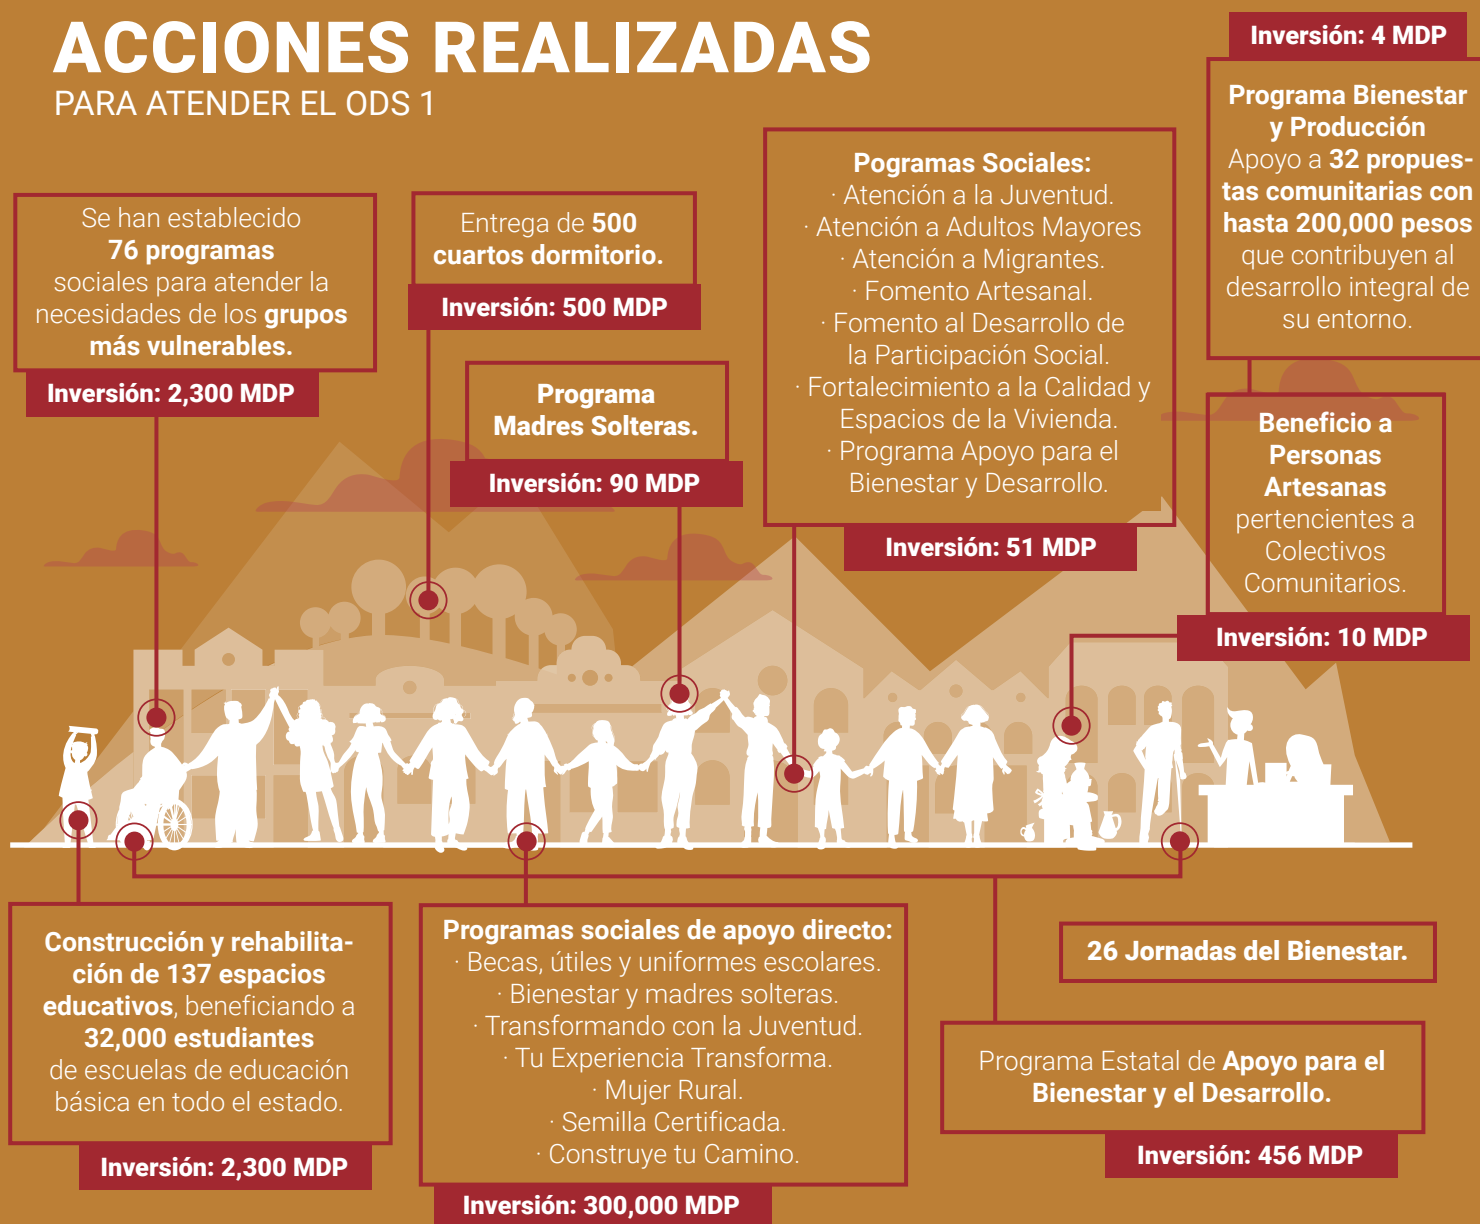 ACCIONES REALIZADAS
PARA ATENDER EL ODS 1
Se han establecido
76 programas
sociales para atender la
necesidades de los grupos
más vulnerables.
Inversión: 2,300 MDP
Entrega de 500
cuartos dormitorio.
Inversión: 500 MDP
Programa
Madres Solteras.
Inversión: 90 MDP
Pogramas Sociales:
· Atención a la Juventud.
· Atención a Adultos Mayores
· Atención a Migrantes.
· Fomento Artesanal.
· Fomento al Desarrollo de
la Participación Social.
· Fortalecimiento a la Calidad y
Espacios de la Vivienda.
· Programa Apoyo para el
Bienestar y Desarrollo.
Inversión: 51 MDP
Inversión: 4 MDP
Programa Bienestar
y Producción
Apoyo a 32 propues-
tas comunitarias con
hasta 200,000 pesos
que contribuyen al
desarrollo integral de
su entorno.
Beneficio a
Personas
Artesanas
pertencientes a
Colectivos
Comunitarios.
Inversión: 10 MDP
Construcción y rehabilita-
ción de 137 espacios
educativos, beneficiando a
32,000 estudiantes
de escuelas de educación
básica en todo el estado.
Inversión: 2,300 MDP
Programas sociales de apoyo directo:
· Becas, útiles y uniformes escolares.
· Bienestar y madres solteras.
· Transformando con la Juventud.
· Tu Experiencia Transforma.
· Mujer Rural.
· Semilla Certificada.
· Construye tu Camino.
Inversión: 300,000 MDP
26 Jornadas del Bienestar.
Programa Estatal de Apoyo para el
Bienestar y el Desarrollo.
Inversión: 456 MDP